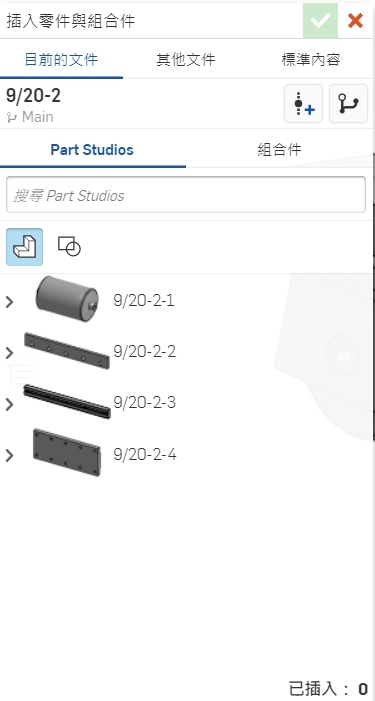 插入零件與組合件
目前的文件 其他文件 標準內容
9/20-2
Main
Part Studios 組合件
搜尋 Part Studios
9/20-2-1
9/20-2-2
9/20-2-3
9/20-2-4
已插入： 0